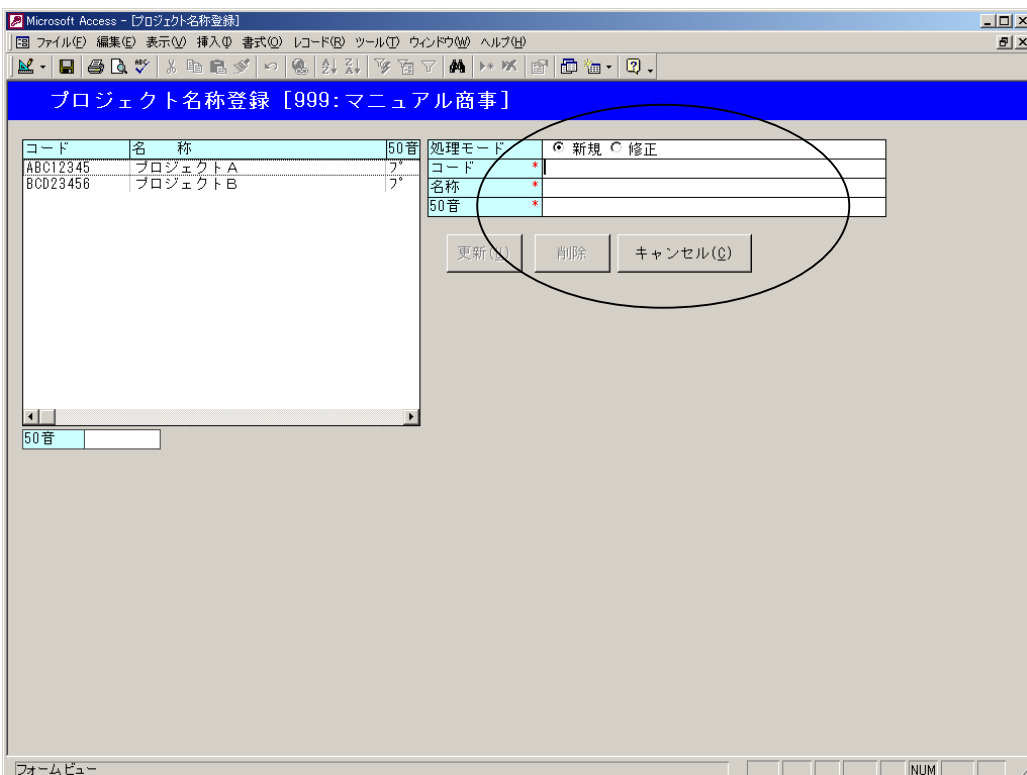 Microsoft Access - [プロジェクト名称登録]
ファイル(F) 編集(E) 表示(V) 挿入(I) 書式(O) レコード(R) ツール(T) ウィンドウ(W) ヘルプ(H)
プロジェクト名称登録 [999:マニュアル商事]
コード 名　称 50音
ABC12345 プロジェクトA プ
BCD23456 プロジェクトB プ
処理モード 新規 修正
コード *
名称 *
50音 *
更新(U) 削除 キャンセル(C)
50音
フォーム ビュー NUM